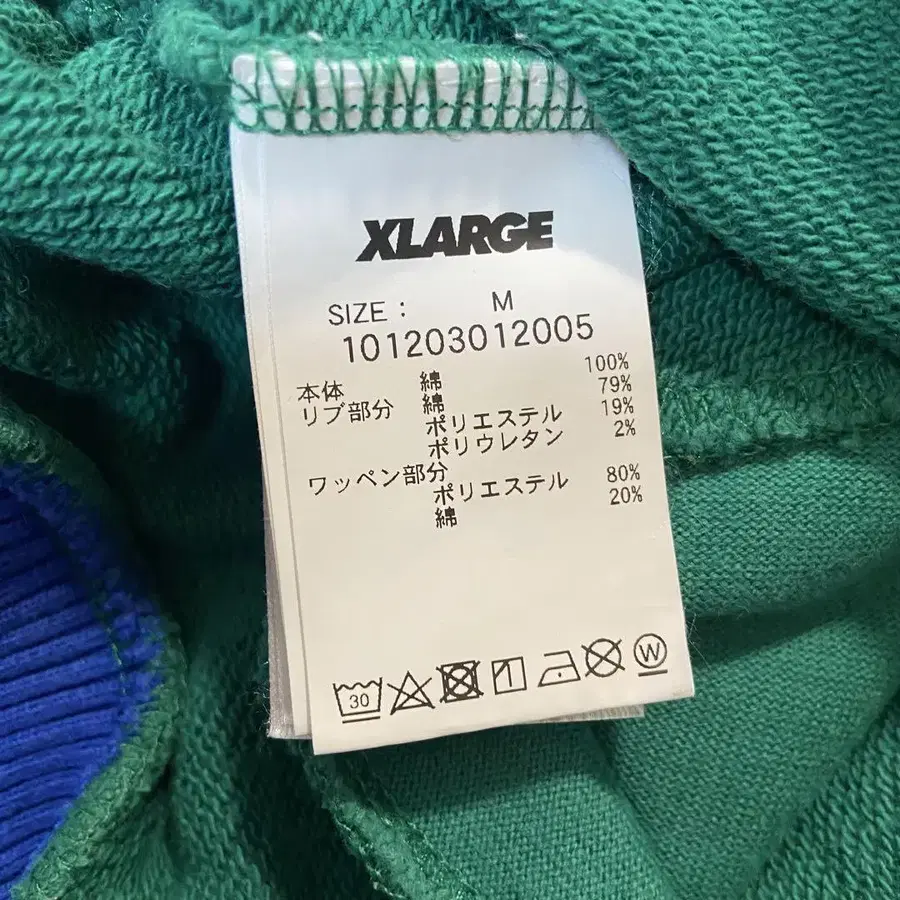 XLARGE
SIZE : M
101203012005
本体 綿 100%
リブ部分 綿 79%
ポリエステル 19%
ポリウレタン 2%
ワッペン部分
ポリエステル 80%
綿 20%
30 W